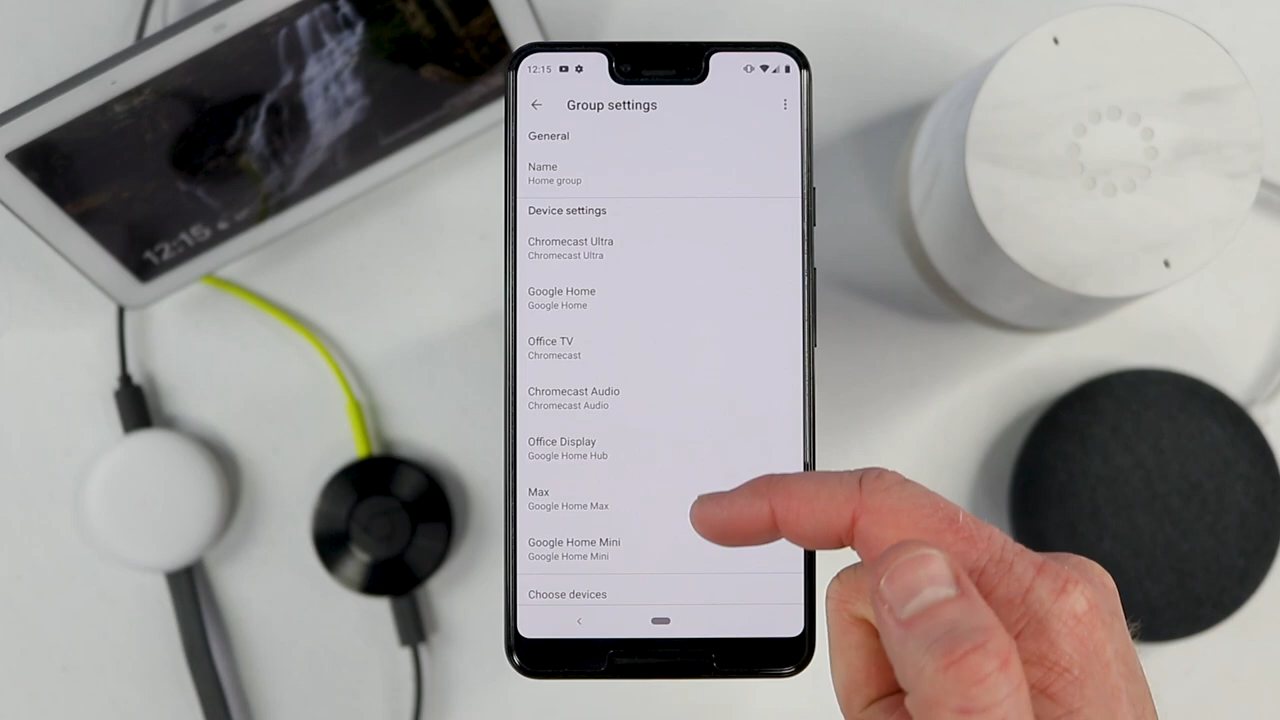 12:15
12:15
Group settings
General
Name
Home group
Device settings
Chromecast Ultra
Chromecast Ultra
Google Home
Google Home
Office TV
Chromecast
Chromecast Audio
Chromecast Audio
Office Display
Google Home Hub
Max
Google Home Max
Google Home Mini
Google Home Mini
Choose devices